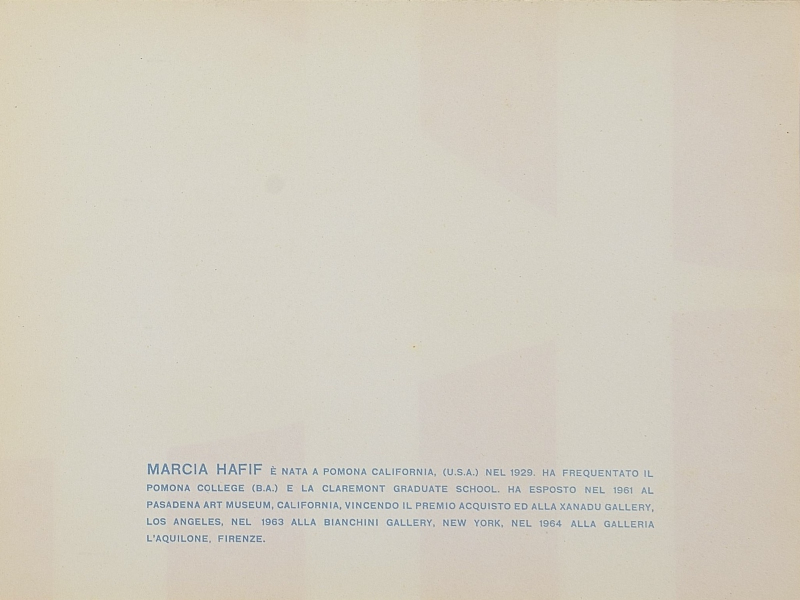 MARCIA HAFIF È NATA A POMONA CALIFORNIA, (U.S.A.) NEL 1929. HA FREQUENTATO IL
POMONA COLLEGE (B.A.) E LA CLAREMONT GRADUATE SCHOOL. HA ESPOSTO NEL 1961 AL
PASADENA ART MUSEUM, CALIFORNIA, VINCENDO IL PREMIO ACQUISTO ED ALLA XANADU GALLERY,
LOS ANGELES, NEL 1963 ALLA BIANCHINI GALLERY, NEW YORK, NEL 1964 ALLA GALLERIA
L'AQUILONE, FIRENZE.